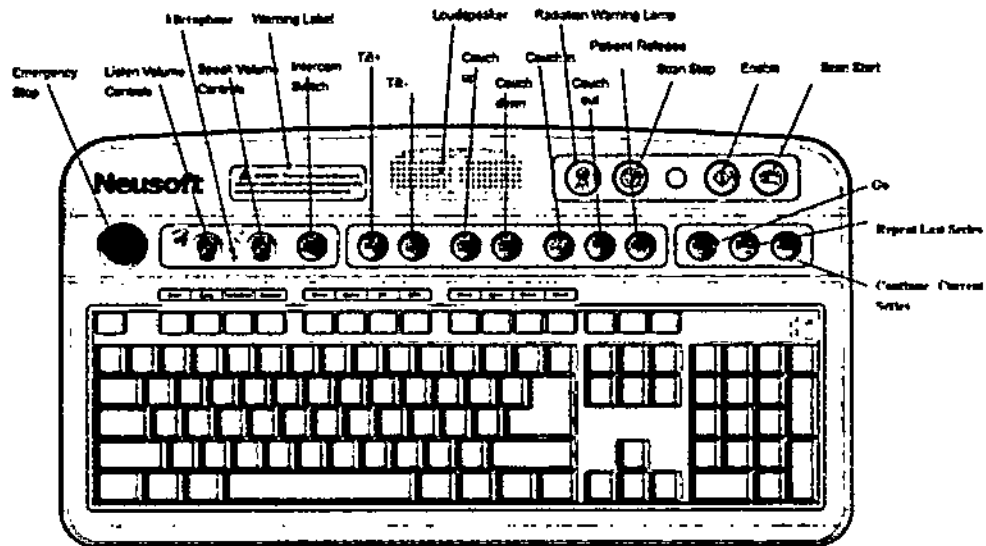 Microphone
Warning Label
Loudspeaker
Radiation Warning Lamp
Patient Release
Emergency
Stop
Listen Volume
Controls
Speak Volume
Controls
Intercom
Switch
Tilt+
Tilt-
Couch
up
Couch
down
Couch in
Couch
out
Scan Stop
Enable
Scan Start
Neusoft
Go
Repeat Last Series
Continue Current
Series